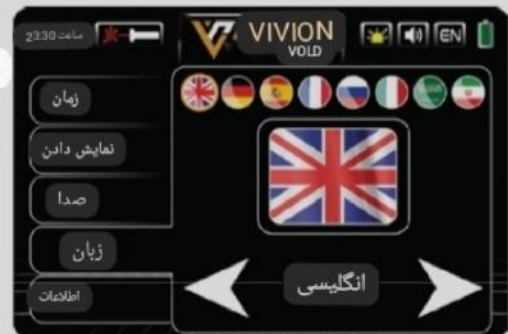 ساعت 23:30
VIVION
VOLD
EN
زمان
نمایش دادن
صدا
زبان
انگلیسی
اطلاعات